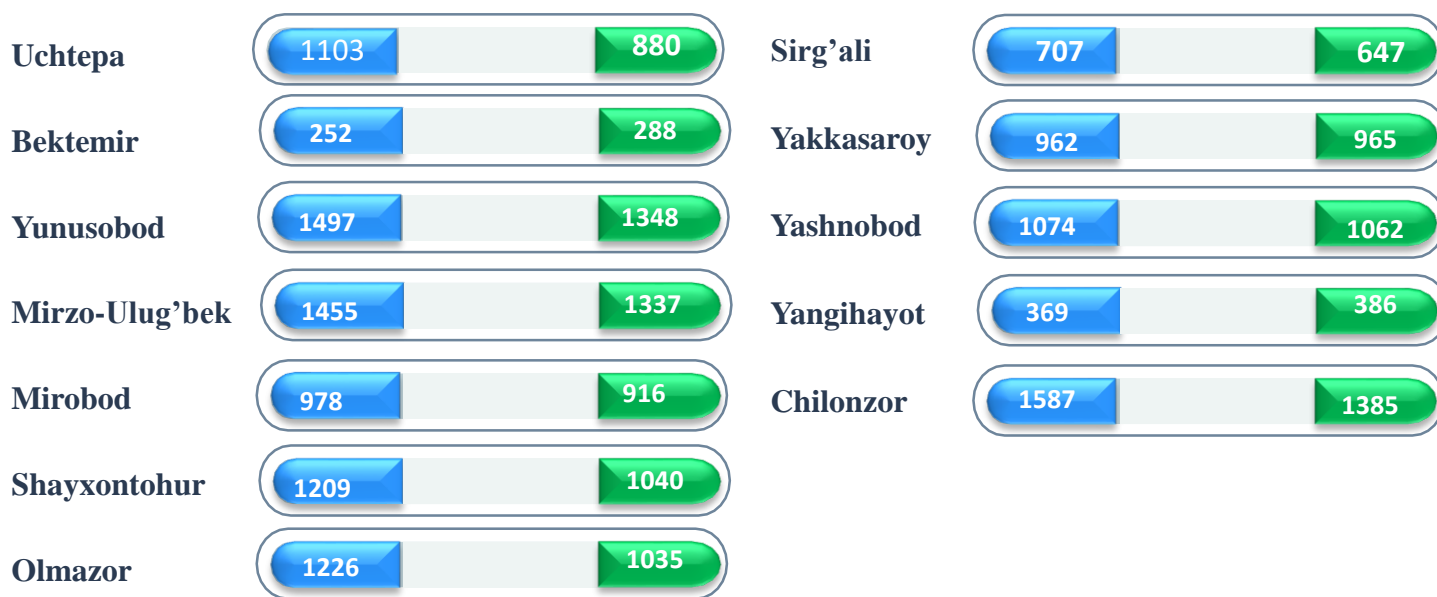 Uchtepa 1103 880
Bektemir 252 288
Yunusobod 1497 1348
Mirzo-Ulug’bek 1455 1337
Mirobod 978 916
Shayxontohur 1209 1040
Olmazor 1226 1035
Sirg’ali 707 647
Yakkasaroy 962 965
Yashnobod 1074 1062
Yangihayot 369 386
Chilonzor 1587 1385